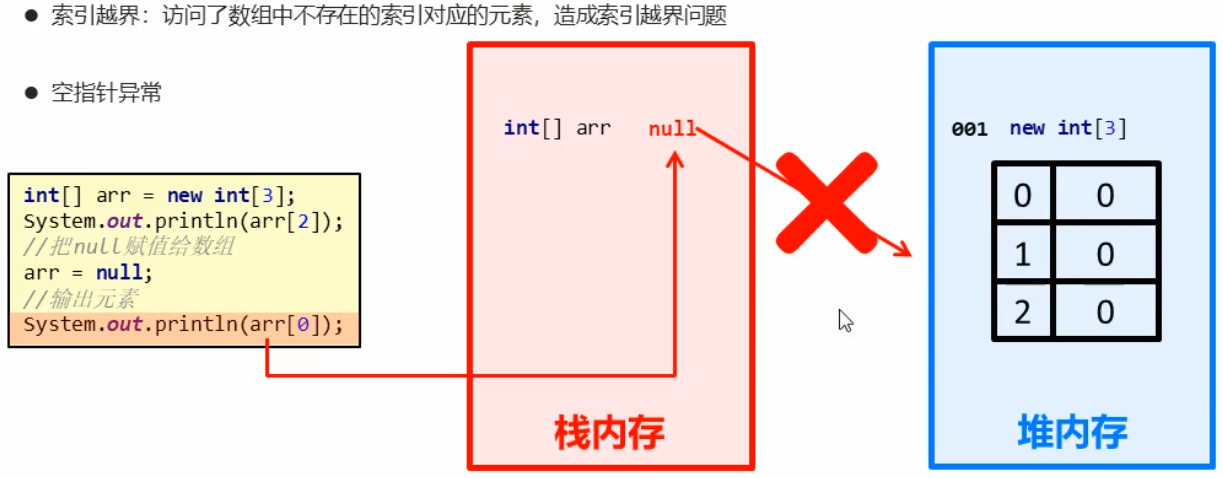 ● 索引越界：访问了数组中不存在的索引对应的元素，造成索引越界问题
● 空指针异常
int[] arr = new int[3];
System.out.println(arr[2]);
//把null赋值给数组
arr = null;
//输出元素
System.out.println(arr[0]);
int[] arr null
栈内存
001 new int[3]
0 0
1 0
2 0
堆内存